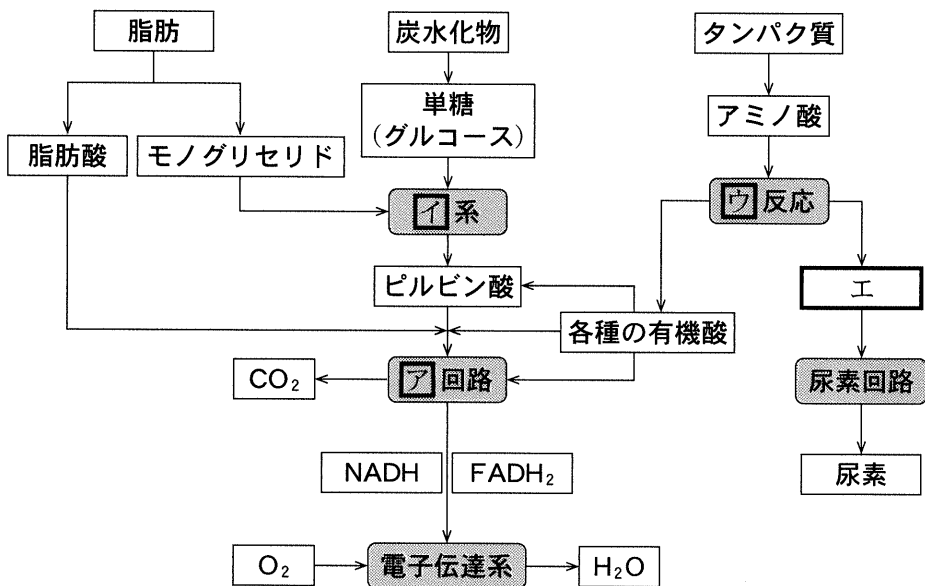 脂肪
炭水化物
タンパク質
単糖
(グルコース)
アミノ酸
脂肪酸
モノグリセリド
イ系
ウ反応
ピルビン酸
エ
各種の有機酸
CO₂
ア回路
尿素回路
NADH
FADH₂
尿素
O₂
電子伝達系
H₂O